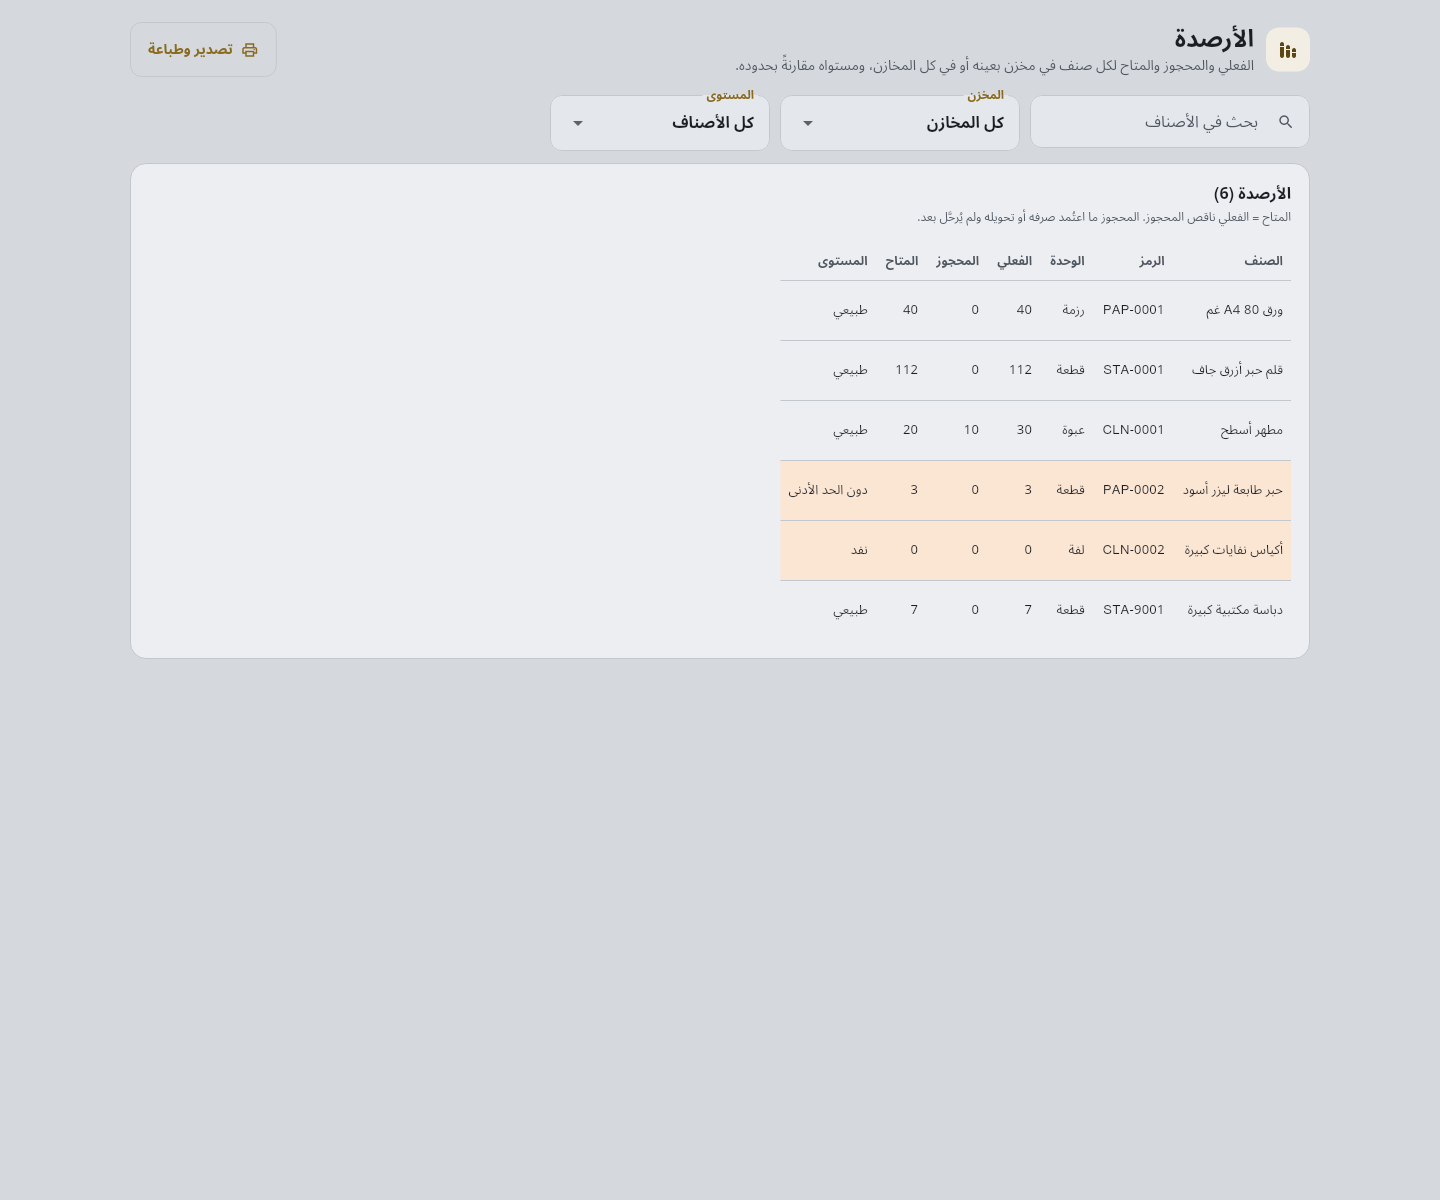 الأرصدة
الفعلي والمحجوز والمتاح لكل صنف في مخزن بعينه أو في كل المخازن، ومستواه مقارنةً بحدوده.
تصدير وطباعة
بحث في الأصناف
المخزن
كل المخازن
المستوى
كل الأصناف
الأرصدة (6)
المتاح = الفعلي ناقص المحجوز. المحجوز ما اعتُمد صرفه أو تحويله ولم يُرحَّل بعد.
الصنف الرمز الوحدة الفعلي المحجوز المتاح المستوى
ورق A4 80 غم PAP-0001 رزمة 40 0 40 طبيعي
قلم حبر أزرق جاف STA-0001 قطعة 112 0 112 طبيعي
مطهر أسطح CLN-0001 عبوة 30 10 20 طبيعي
حبر طابعة ليزر أسود PAP-0002 قطعة 3 0 3 دون الحد الأدنى
أكياس نفايات كبيرة CLN-0002 لفة 0 0 0 نفد
دباسة مكتبية كبيرة STA-9001 قطعة 7 0 7 طبيعي